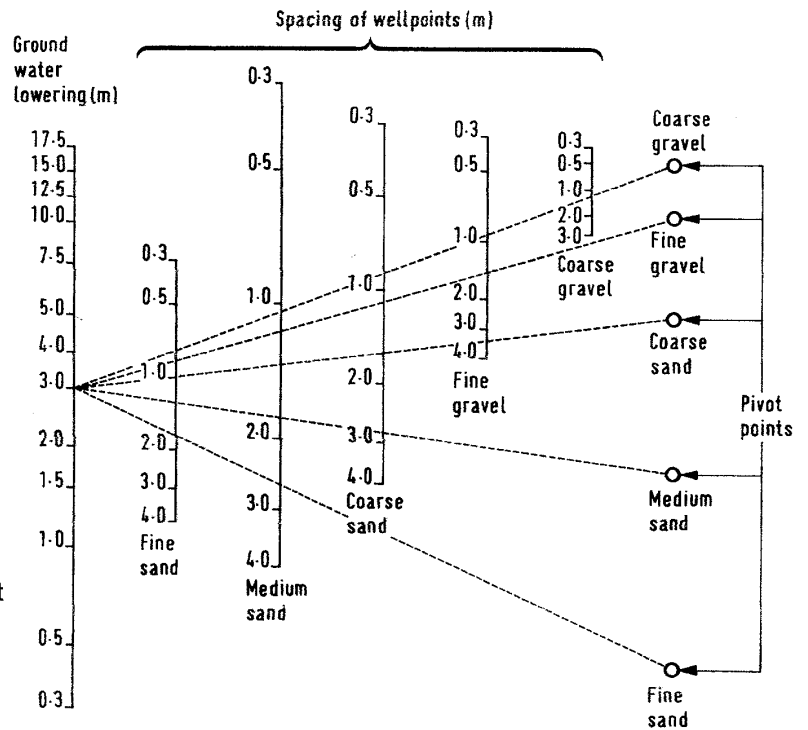 Spacing of wellpoints (m)
Ground
water
lowering (m)
17·5
15·0
12·5
10·0
7·5
5·0
4·0
3·0
2·0
1·5
1·0
0·5
0·3
0·3
0·5
1·0
2·0
3·0
4·0
Fine
sand
0·3
0·5
1·0
2·0
3·0
4·0
Medium
sand
0·3
0·5
1·0
2·0
3·0
4·0
Coarse
sand
0·3
0·5
1·0
2·0
3·0
4·0
Fine
gravel
0·3
0·5
1·0
2·0
3·0
Coarse
gravel
Coarse
gravel
Fine
gravel
Coarse
sand
Medium
sand
Fine
sand
Pivot
points
t